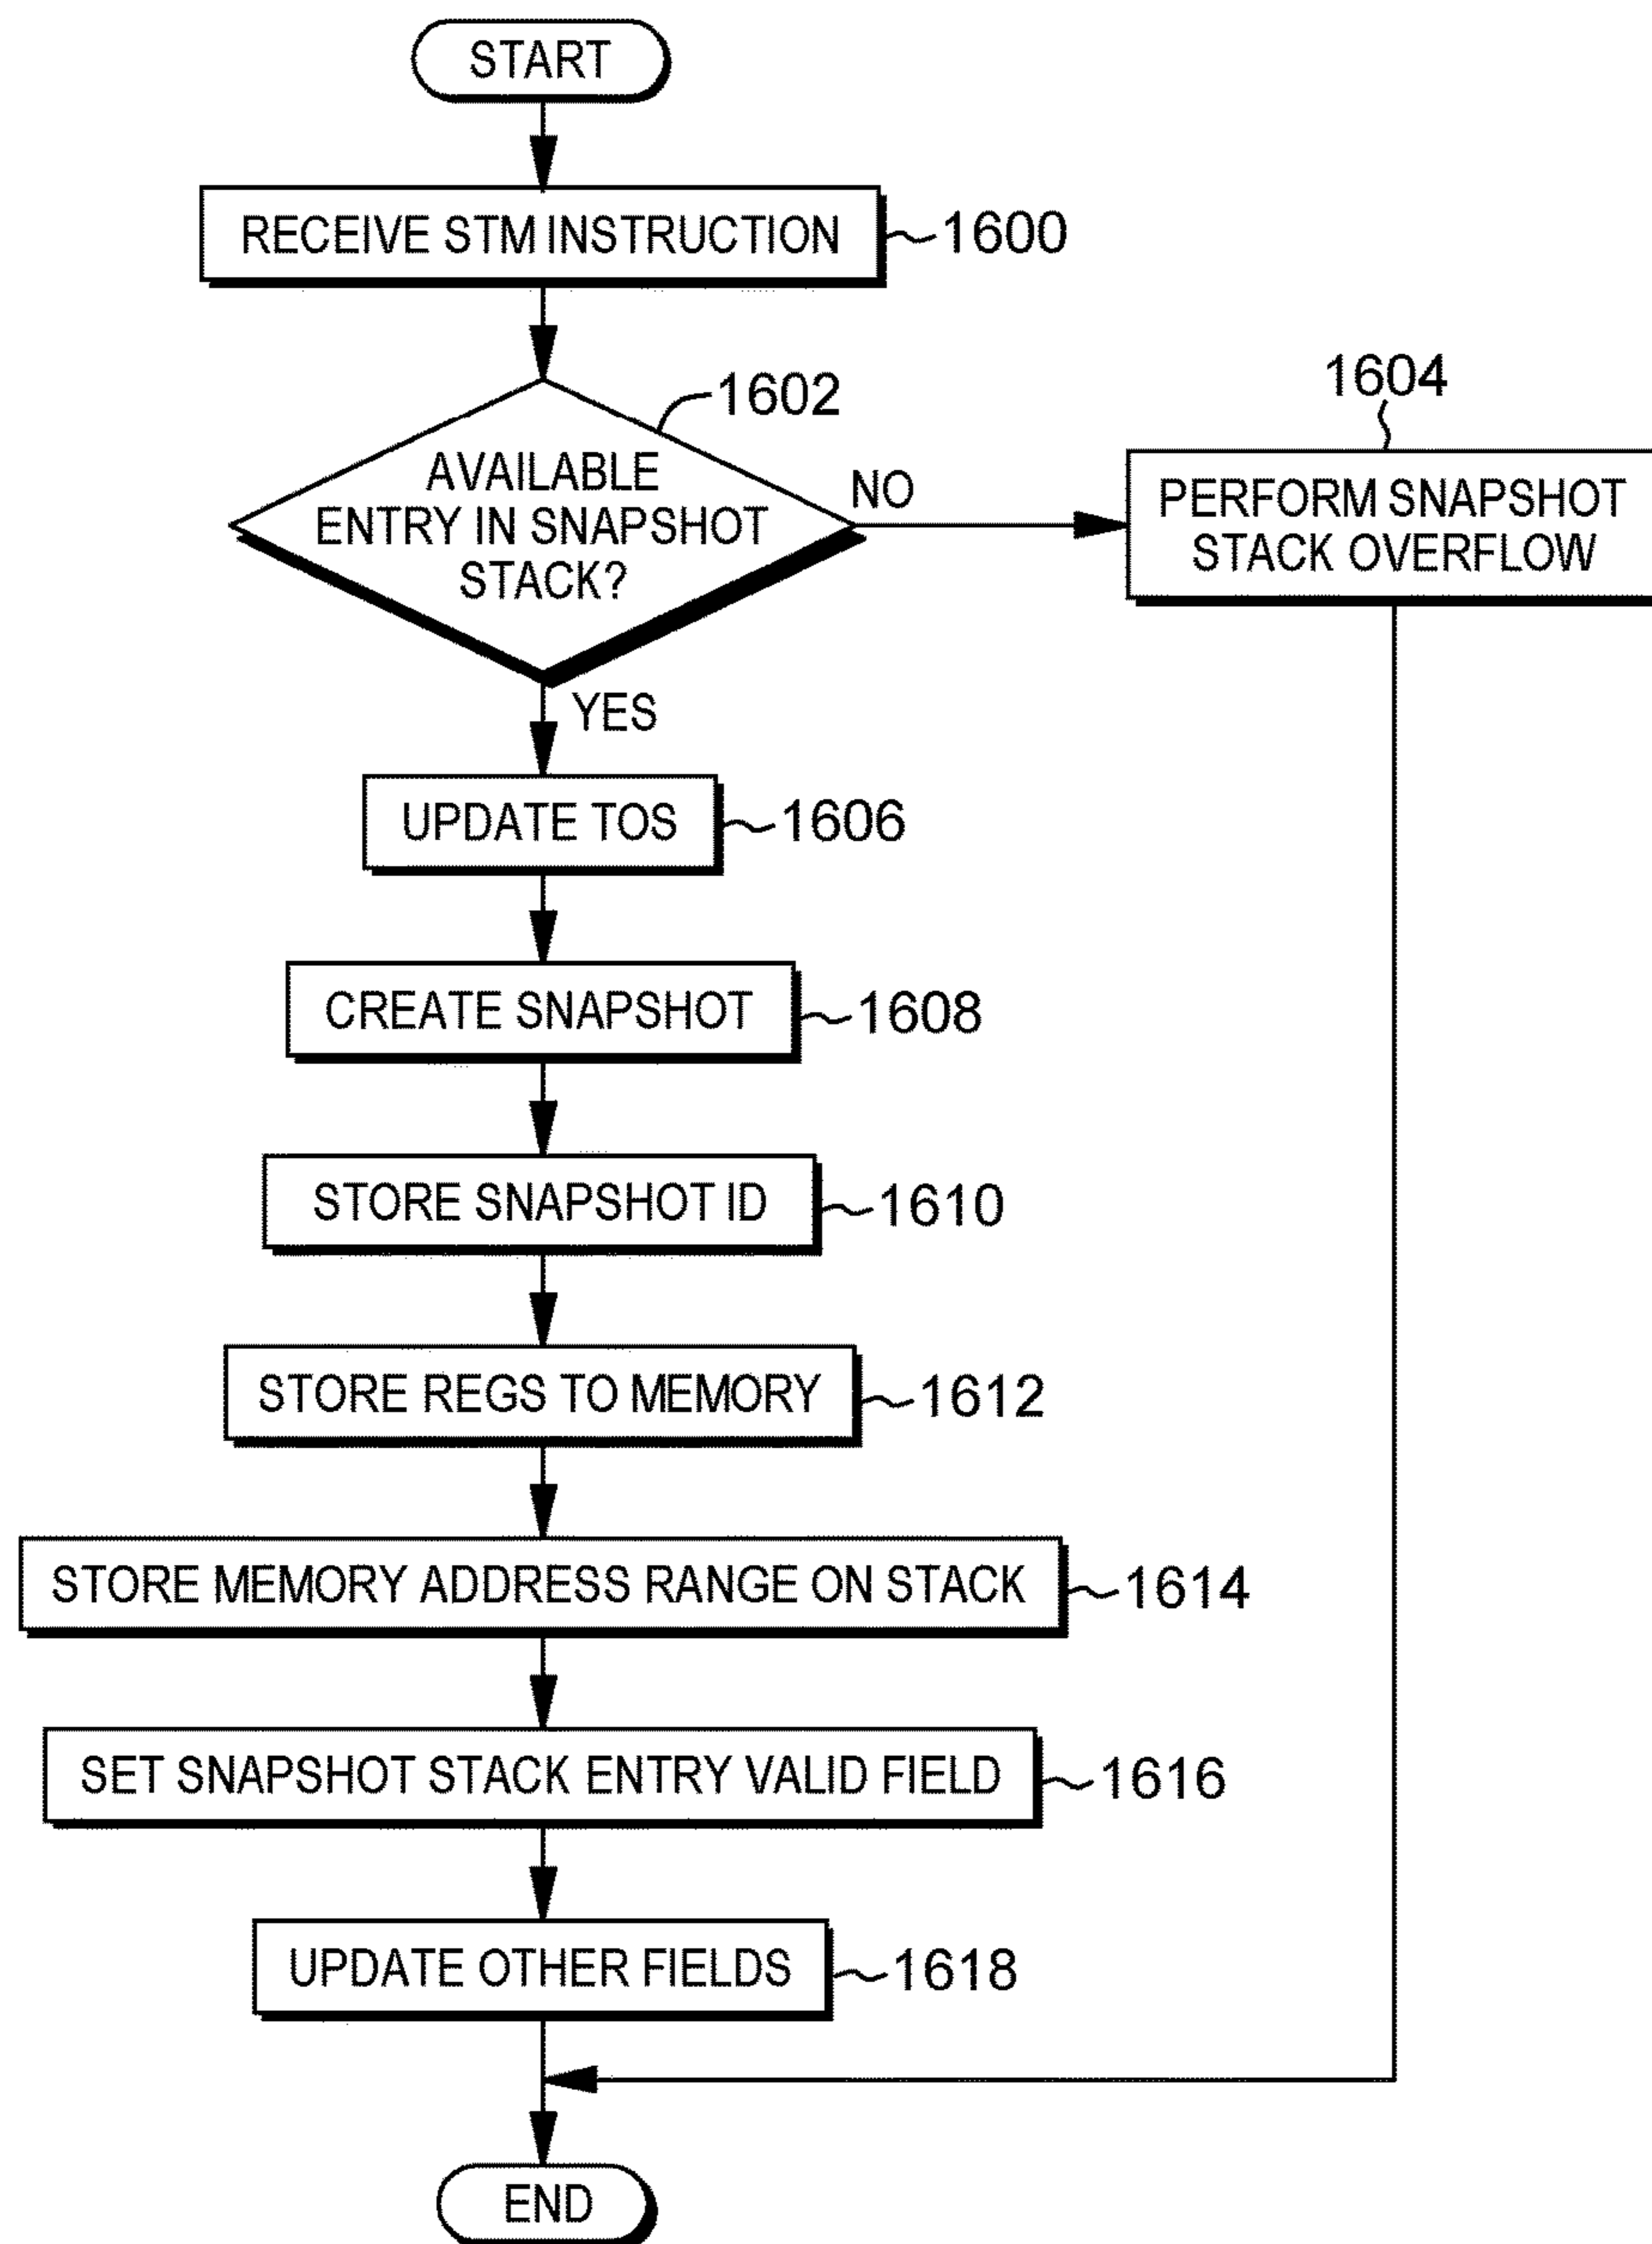 START
RECEIVE STM INSTRUCTION
1600
1602
AVAILABLE
ENTRY IN SNAPSHOT
STACK?
NO
1604
PERFORM SNAPSHOT
STACK OVERFLOW
YES
UPDATE TOS
1606
CREATE SNAPSHOT
1608
STORE SNAPSHOT ID
1610
STORE REGS TO MEMORY
1612
STORE MEMORY ADDRESS RANGE ON STACK
1614
SET SNAPSHOT STACK ENTRY VALID FIELD
1616
UPDATE OTHER FIELDS
1618
END